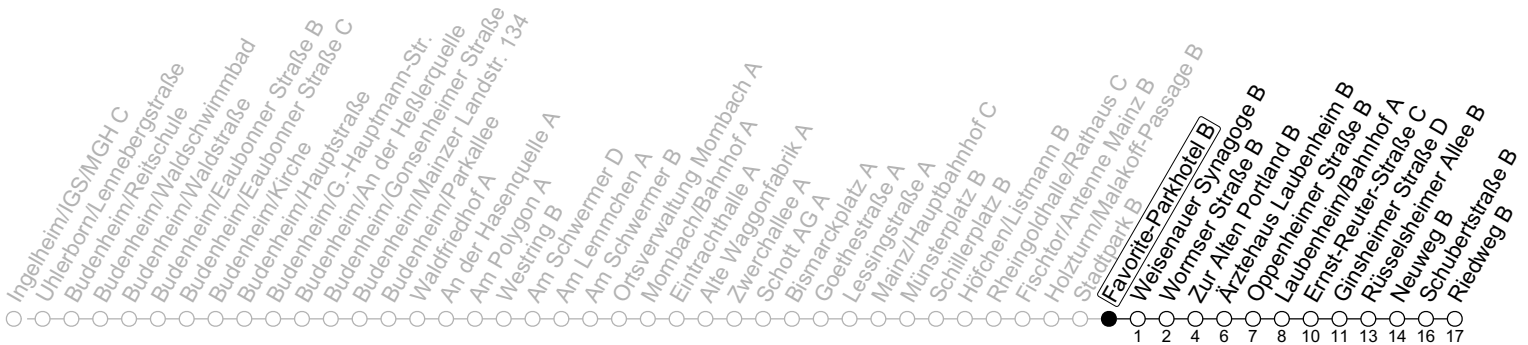 Ingelheim/IGS/MGH C
Uhlerborn/Lennebergstraße
Budenheim/Reitschule
Budenheim/Waldschwimmbad
Budenheim/Waldstraße
Budenheim/Eaubonner Straße B
Budenheim/Eaubonner Straße C
Budenheim/Kirche
Budenheim/Hauptstraße
Budenheim/G.-Hauptmann-Str.
Budenheim/An der Heßlerquelle
Budenheim/Gonsenheimer Straße
Budenheim/Mainzer Landstr. 134
Budenheim/Parkallee
Waldfriedhof A
An der Hasenquelle A
Am Polygon A
Westring B
Am Schwermer D
Am Lemmchen A
Am Schwermer B
Ortsverwaltung Mombach A
Mombach/Bahnhof A
Eintrachthalle A
Alte Waggonfabrik A
Zwerchallee A
Schott AG A
Bismarckplatz A
Goethestraße A
Lessingstraße A
Mainz/Hauptbahnhof C
Münsterplatz B
Schillerplatz B
Höfchen/Listmann B
Rheingoldhalle/Rathaus C
Fischtor/Antenne Mainz B
Holzturm/Malakoff-Passage B
Stadtpark B
Favorite-Parkhotel B
Weisenauer Synagoge B
Wormser Straße B
Zur Alten Portland B
Ärztehaus Laubenheim B
Oppenheimer Straße B
Laubenheim/Bahnhof A
Ernst-Reuter-Straße C
Ginsheimer Straße D
Rüsselsheimer Allee B
Neuweg B
Schubertstraße B
Riedweg B
1 2 4 6 7 8 10 11 13 14 16 17